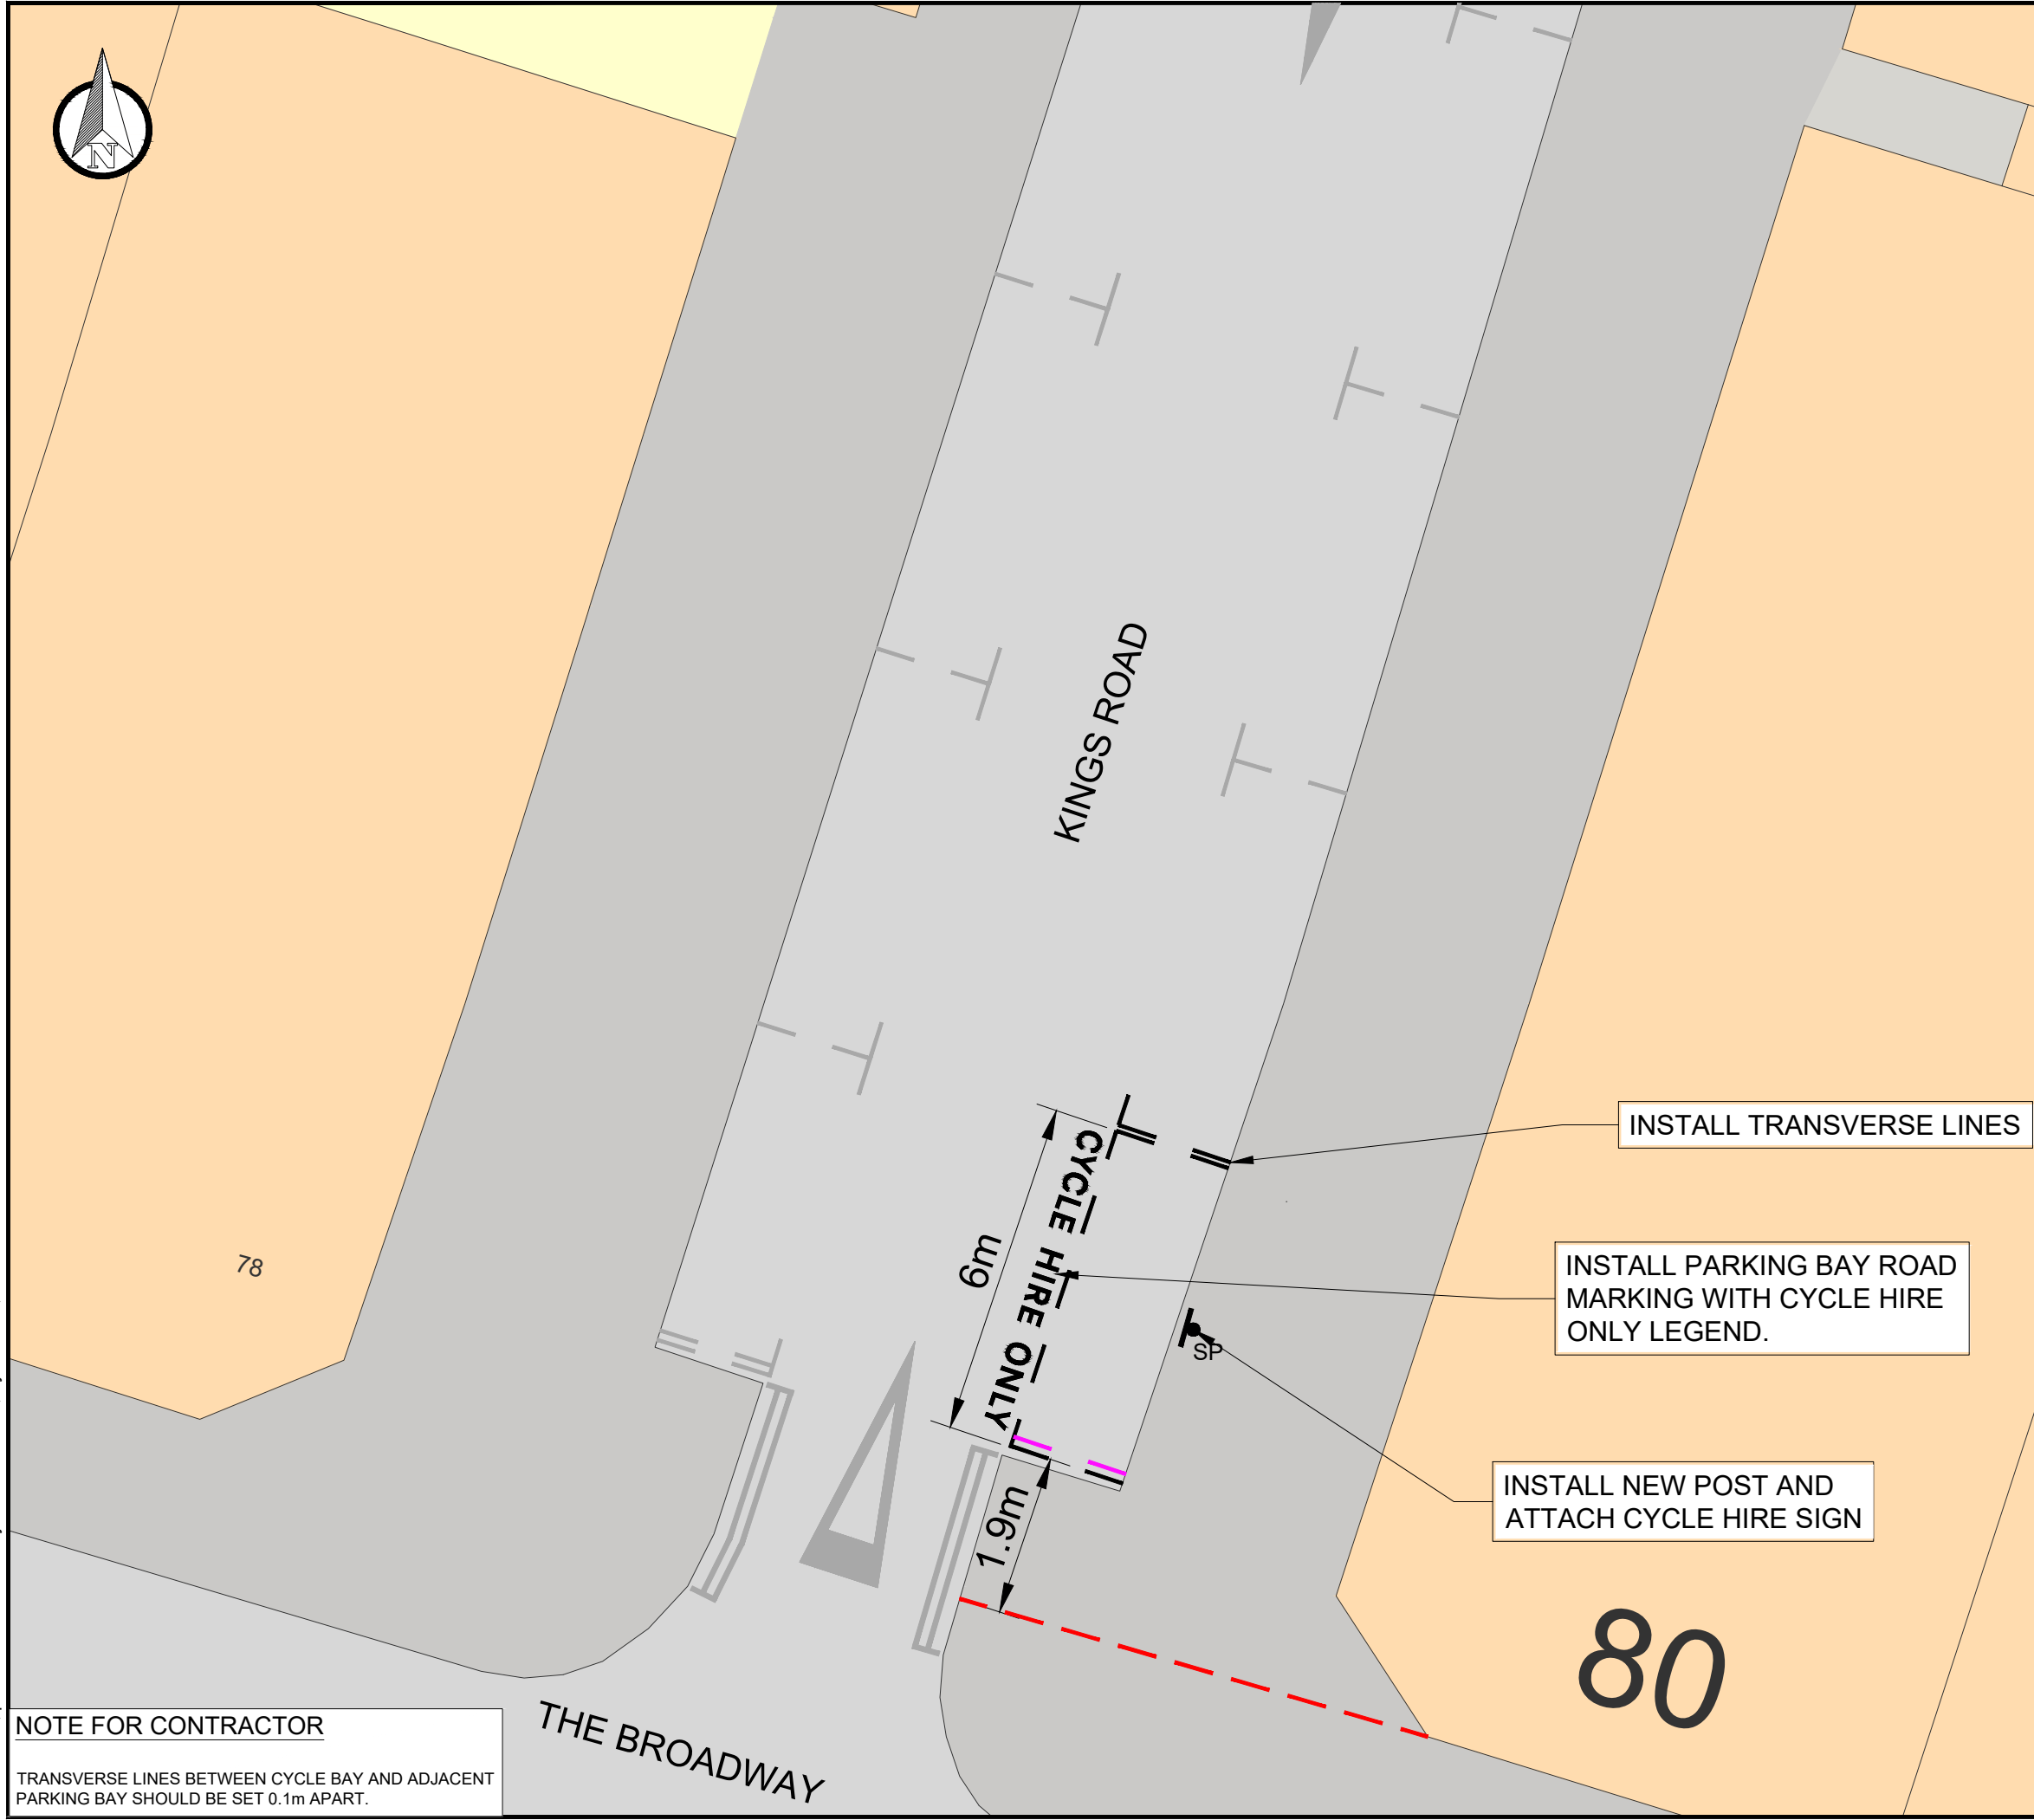 N
KINGS ROAD
INSTALL TRANSVERSE LINES
CYCLE HIRE ONLY
6m
INSTALL PARKING BAY ROAD
MARKING WITH CYCLE HIRE
ONLY LEGEND.
78
SP
INSTALL NEW POST AND
ATTACH CYCLE HIRE SIGN
1.9m
80
THE BROADWAY
NOTE FOR CONTRACTOR
TRANSVERSE LINES BETWEEN CYCLE BAY AND ADJACENT
PARKING BAY SHOULD BE SET 0.1m APART.